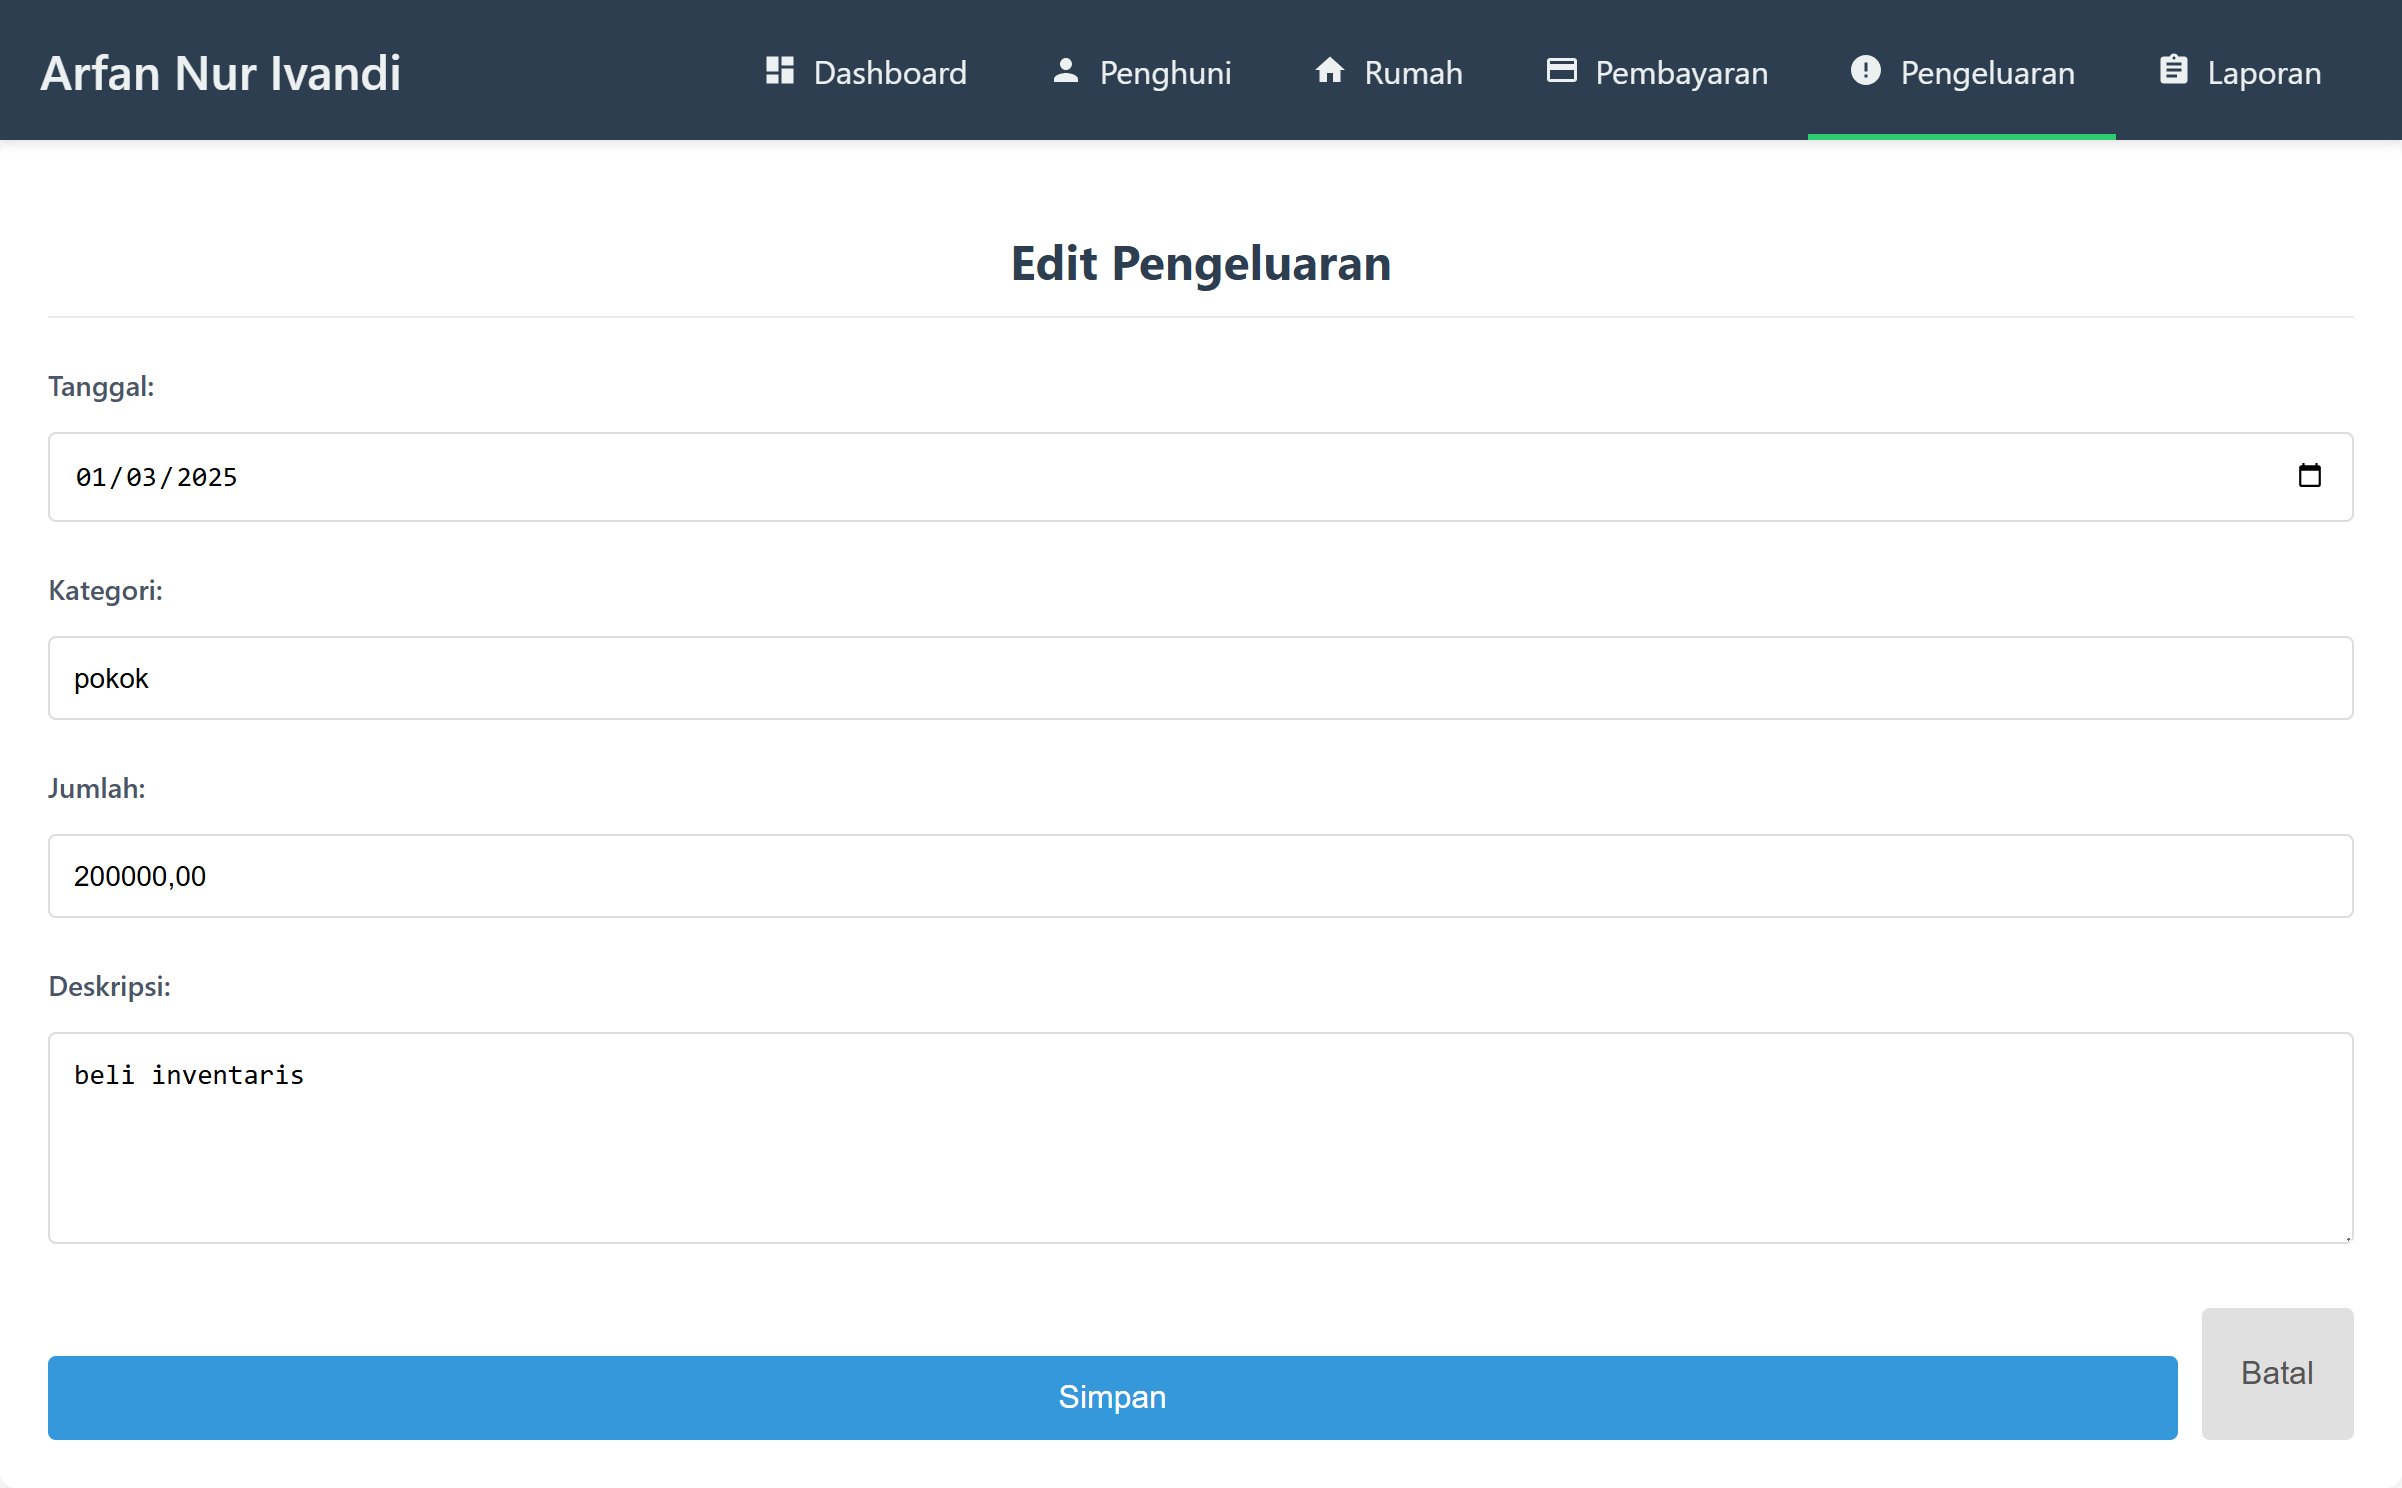 Arfan Nur Ivandi Dashboard Penghuni Rumah Pembayaran Pengeluaran Laporan
Edit Pengeluaran
Tanggal:
01/03/2025
Kategori:
pokok
Jumlah:
200000,00
Deskripsi:
beli inventaris
Simpan
Batal